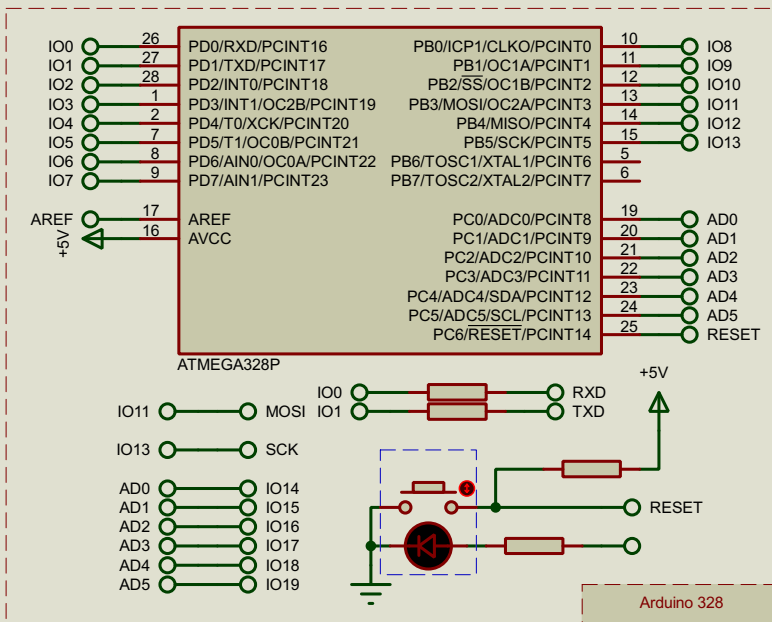 IO0 26 PD0/RXD/PCINT16 PB0/ICP1/CLKO/PCINT0 10 IO8
IO1 27 PD1/TXD/PCINT17 PB1/OC1A/PCINT1 11 IO9
IO2 28 PD2/INT0/PCINT18 PB2/SS/OC1B/PCINT2 12 IO10
IO3 1 PD3/INT1/OC2B/PCINT19 PB3/MOSI/OC2A/PCINT3 13 IO11
IO4 2 PD4/T0/XCK/PCINT20 PB4/MISO/PCINT4 14 IO12
IO5 7 PD5/T1/OC0B/PCINT21 PB5/SCK/PCINT5 15 IO13
IO6 8 PD6/AIN0/OC0A/PCINT22 PB6/TOSC1/XTAL1/PCINT6 5
IO7 9 PD7/AIN1/PCINT23 PB7/TOSC2/XTAL2/PCINT7 6
AREF 17 AREF PC0/ADC0/PCINT8 19 AD0
+5V 16 AVCC PC1/ADC1/PCINT9 20 AD1
PC2/ADC2/PCINT10 21 AD2
PC3/ADC3/PCINT11 22 AD3
PC4/ADC4/SDA/PCINT12 23 AD4
PC5/ADC5/SCL/PCINT13 24 AD5
PC6/RESET/PCINT14 25 RESET
ATMEGA328P
+5V
IO0 RXD
IO11 MOSI IO1 TXD
IO13 SCK
AD0 IO14
AD1 IO15 RESET
AD2 IO16
AD3 IO17
AD4 IO18
AD5 IO19
Arduino 328